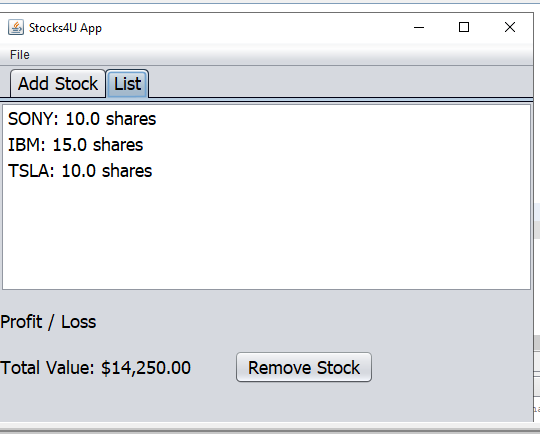 Stocks4U App
File
Add Stock List
SONY: 10.0 shares
IBM: 15.0 shares
TSLA: 10.0 shares
Profit / Loss
Total Value: $14,250.00 Remove Stock